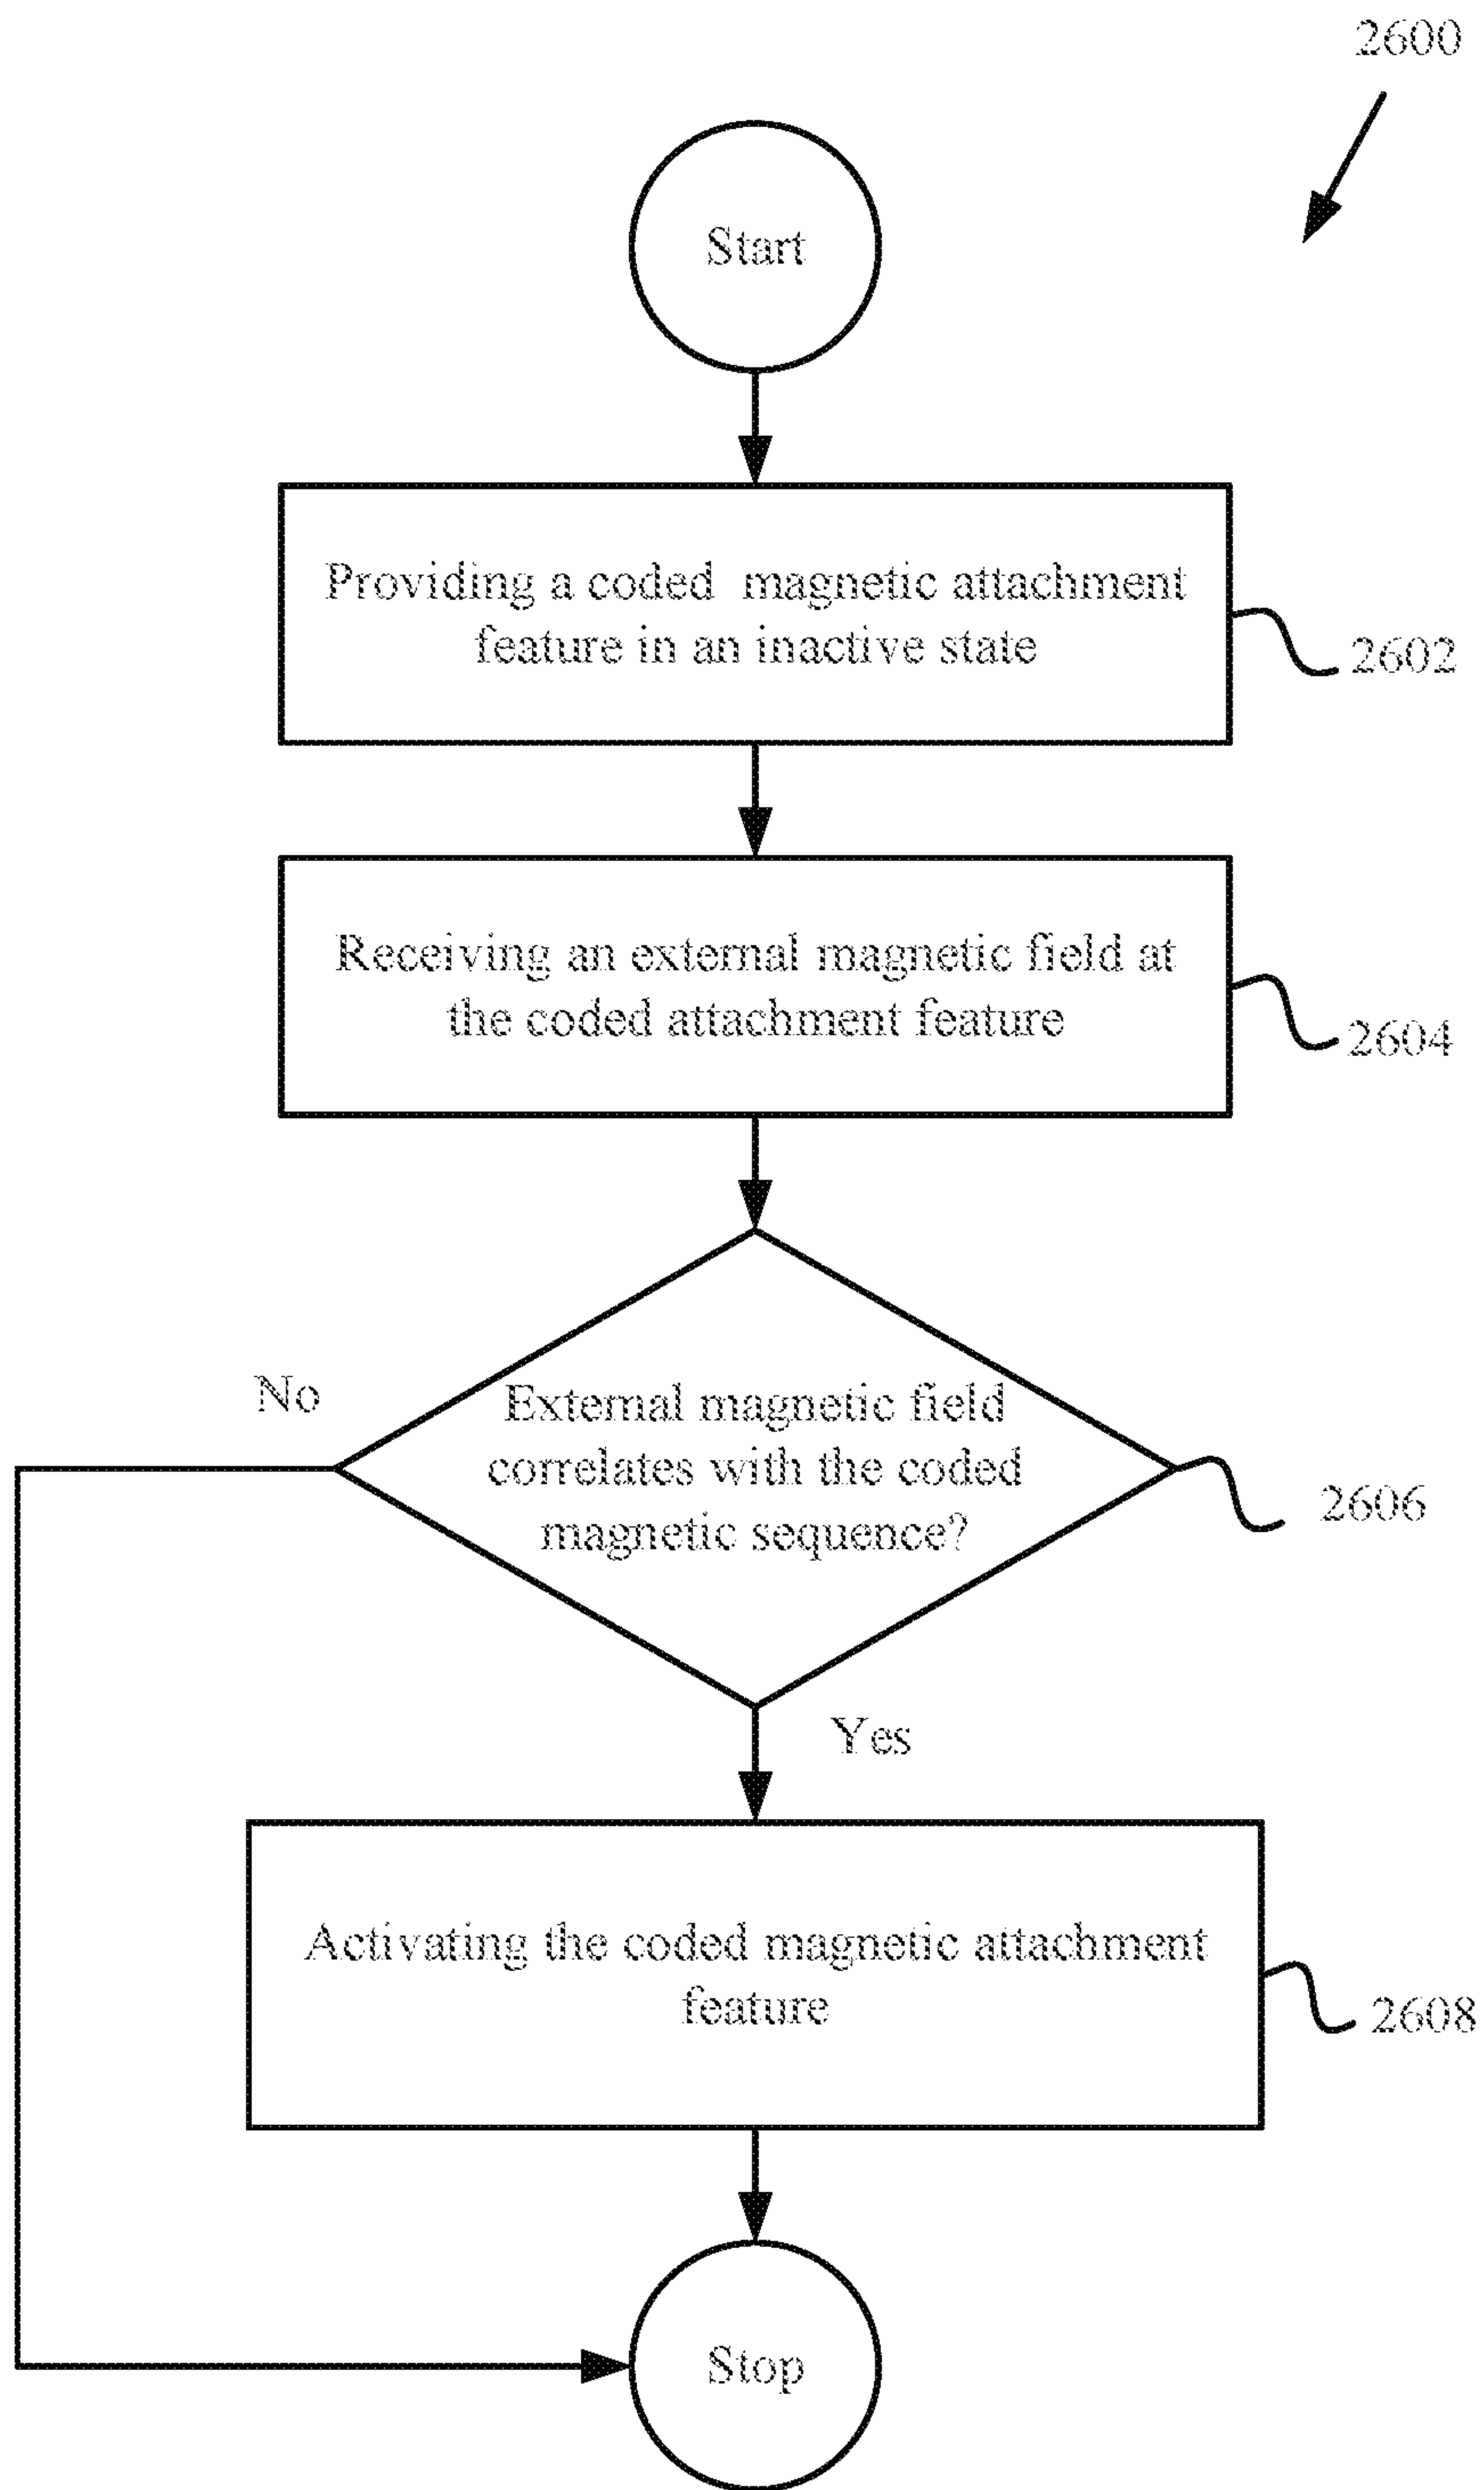 2600
Start
Providing a coded magnetic attachment
feature in an inactive state
2602
Receiving an external magnetic field at
the coded attachment feature
2604
No
External magnetic field
correlates with the coded
magnetic sequence?
2606
Yes
Activating the coded magnetic attachment
feature
2608
Stop